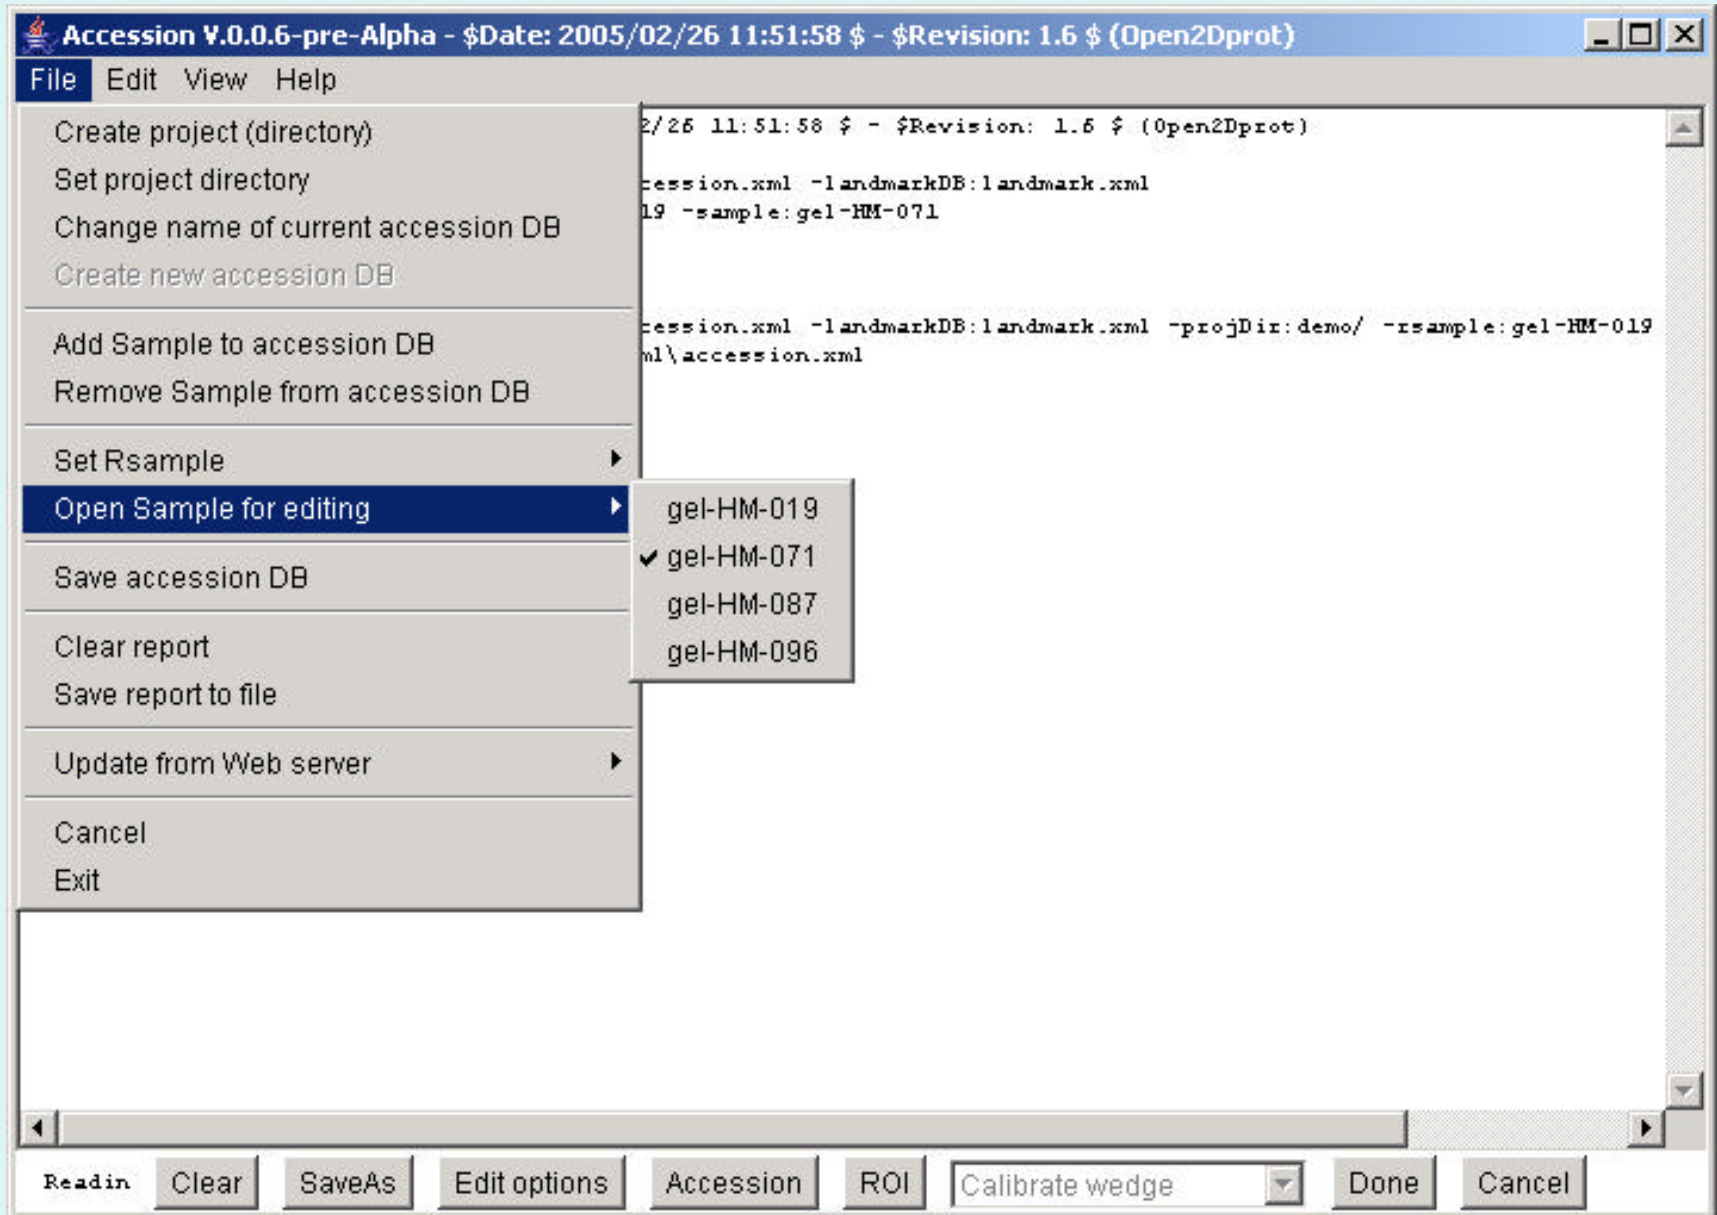 Accession V.0.0.6-pre-Alpha - $Date: 2005/02/26 11:51:58 $ - $Revision: 1.6 $ (Open2Dprot)
File Edit View Help
2/26 11:51:58 $ - $Revision: 1.6 $ (Open2Dprot)
cession.xml -landmarkDB:landmark.xml
19 -sample:gel-HM-071
cession.xml -landmarkDB:landmark.xml -projDir:demo/ -rsample:gel-HM-019
ml\accession.xml
Create project (directory)
Set project directory
Change name of current accession DB
Create new accession DB
Add Sample to accession DB
Remove Sample from accession DB
Set Rsample
Open Sample for editing
gel-HM-019
gel-HM-071
gel-HM-087
gel-HM-096
Save accession DB
Clear report
Save report to file
Update from Web server
Cancel
Exit
Readin Clear SaveAs Edit options Accession ROI Calibrate wedge Done Cancel